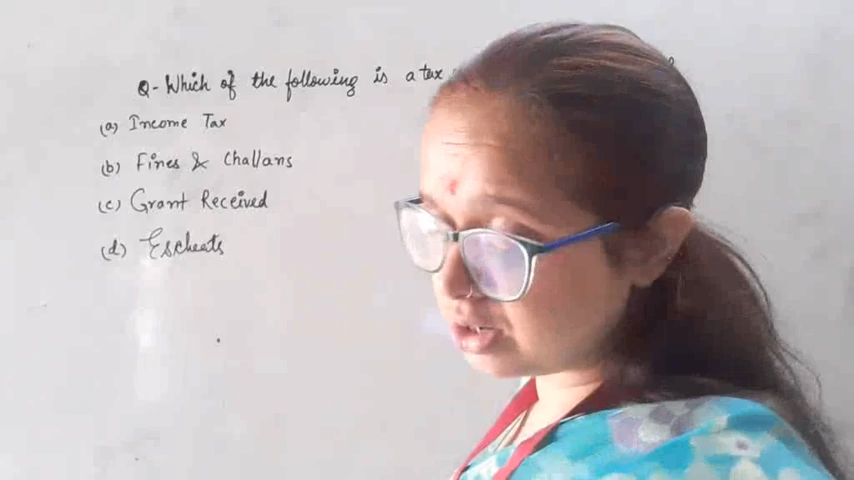 Q- Which of the following is a tax
(a) Income Tax
(b) Fines & Challans
(c) Grant Received
(d) Escheats